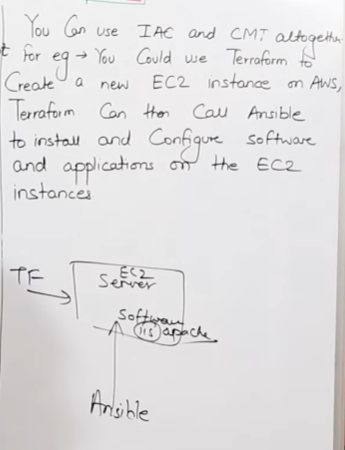 You Can use IAC and CMT altogether
for eg → You Could use Terraform to
Create a new EC2 instance on AWS,
Terraform Can then Call Ansible
to install and Configure software
and applications on the EC2
instances
TF
EC2
Server
Software
IIS apache
Ansible